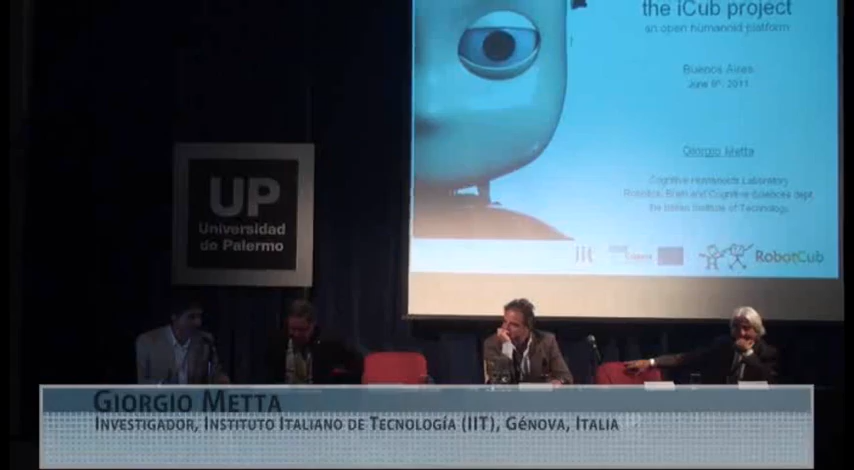 the iCub project
an open humanoid platform
Buenos Aires
June 9th, 2011
Giorgio Metta
Cognitive Humanoids Laboratory
Robotics, Brain and Cognitive Sciences dept
the Italian Institute of Technology
iit
RobotCub
UP
Universidad
de Palermo
GIORGIO METTA
INVESTIGADOR, INSTITUTO ITALIANO DE TECNOLOGÍA (IIT), GÉNOVA, ITALIA